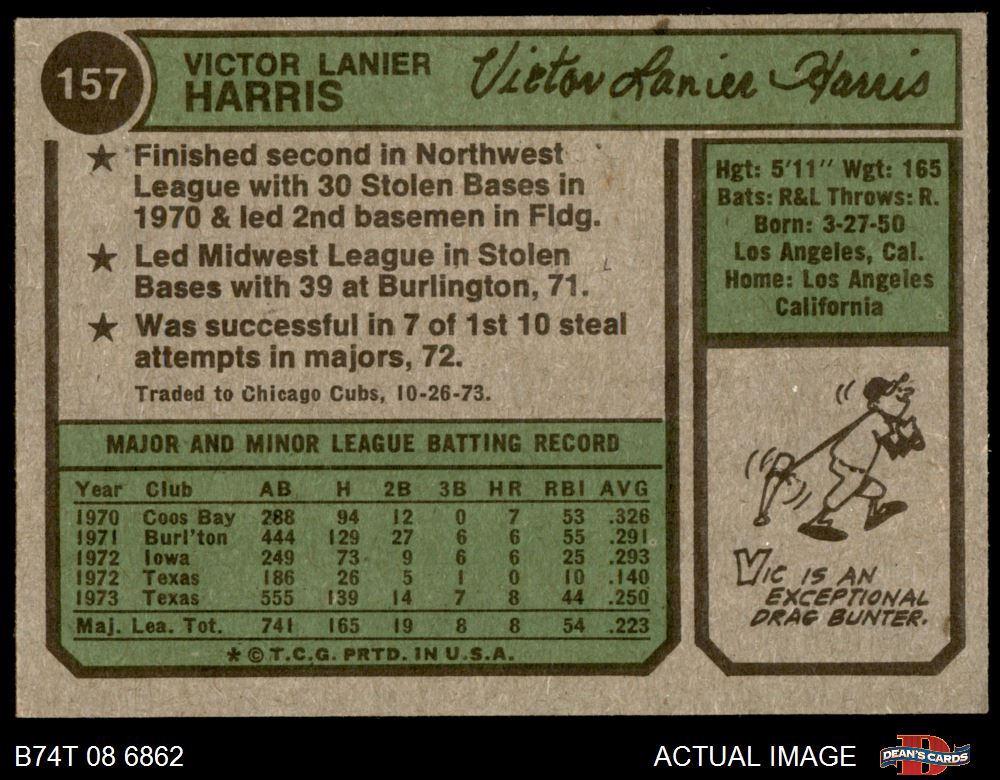 157
VICTOR LANIER
HARRIS
Victor Lanier Harris
★ Finished second in Northwest
League with 30 Stolen Bases in
1970 & led 2nd basemen in Fldg.
★ Led Midwest League in Stolen
Bases with 39 at Burlington, 71.
★ Was successful in 7 of 1st 10 steal
attempts in majors, 72.
Traded to Chicago Cubs, 10-26-73.
MAJOR AND MINOR LEAGUE BATTING RECORD
Year Club AB H 2B 3B HR RBI AVG
1970 Coos Bay 288 94 12 0 7 53 .326
1971 Burl'ton 444 129 27 6 6 55 .291
1972 Iowa 249 73 9 6 6 25 .293
1972 Texas 186 26 5 1 0 10 .140
1973 Texas 555 139 14 7 8 44 .250
Maj. Lea. Tot. 741 165 19 8 8 54 .223
* © T.C.G. PRTD. IN U.S.A.
Hgt: 5'11" Wgt: 165
Bats: R&L Throws: R.
Born: 3-27-50
Los Angeles, Cal.
Home: Los Angeles
California
VIC IS AN
EXCEPTIONAL
DRAG BUNTER.
B74T 08 6862
ACTUAL IMAGE
DEAN'S CARDS